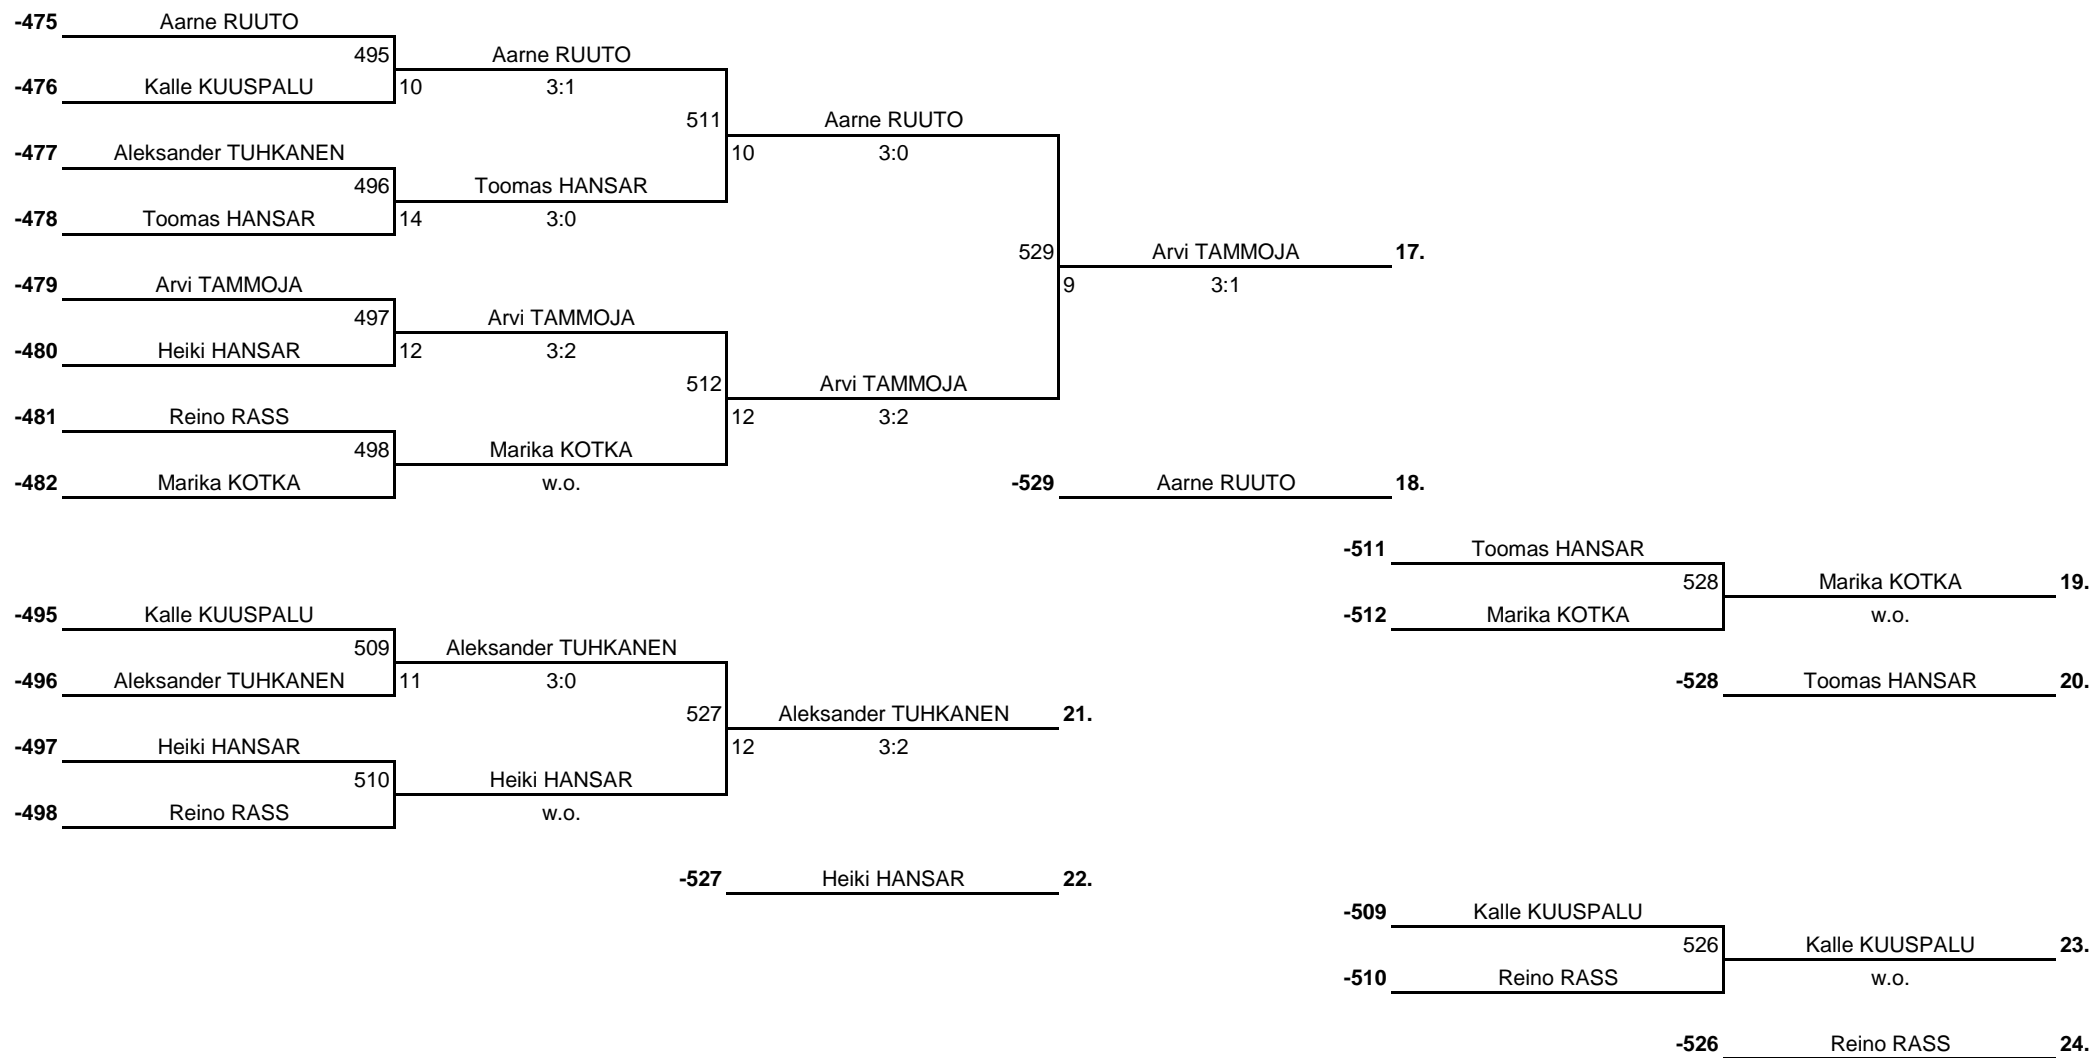 -475 Aarne RUUTO
495 Aarne RUUTO
-476 Kalle KUUSPALU 10 3:1
511 Aarne RUUTO
-477 Aleksander TUHKANEN 10 3:0
496 Toomas HANSAR
-478 Toomas HANSAR 14 3:0
529 Arvi TAMMOJA 17.
-479 Arvi TAMMOJA 9 3:1
497 Arvi TAMMOJA
-480 Heiki HANSAR 12 3:2
512 Arvi TAMMOJA
-481 Reino RASS 12 3:2
498 Marika KOTKA
-482 Marika KOTKA w.o. -529 Aarne RUUTO 18.
-511 Toomas HANSAR
528 Marika KOTKA 19.
-495 Kalle KUUSPALU -512 Marika KOTKA w.o.
509 Aleksander TUHKANEN
-496 Aleksander TUHKANEN 11 3:0 -528 Toomas HANSAR 20.
527 Aleksander TUHKANEN 21.
-497 Heiki HANSAR 12 3:2
510 Heiki HANSAR
-498 Reino RASS w.o.
-527 Heiki HANSAR 22.
-509 Kalle KUUSPALU
526 Kalle KUUSPALU 23.
-510 Reino RASS w.o.
-526 Reino RASS 24.